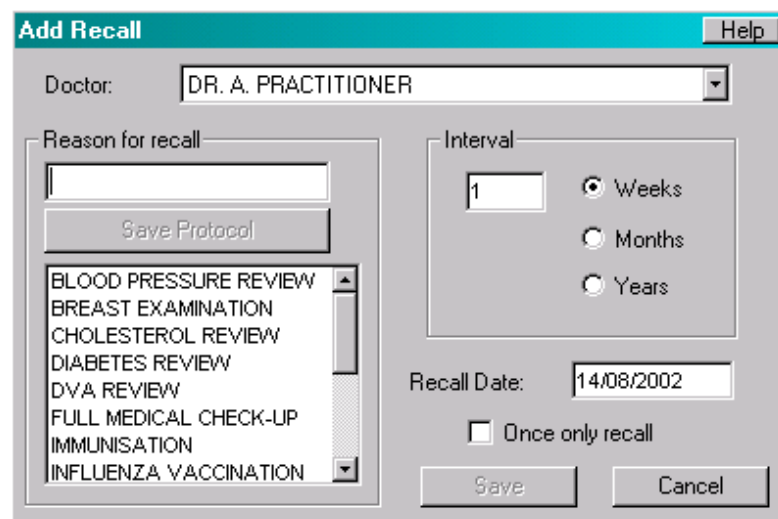 Add Recall
Help
Doctor:
DR. A. PRACTITIONER
Reason for recall
Save Protocol
BLOOD PRESSURE REVIEW
BREAST EXAMINATION
CHOLESTEROL REVIEW
DIABETES REVIEW
DVA REVIEW
FULL MEDICAL CHECK-UP
IMMUNISATION
INFLUENZA VACCINATION
Interval
1
Weeks
Months
Years
Recall Date:
14/08/2002
Once only recall
Save
Cancel